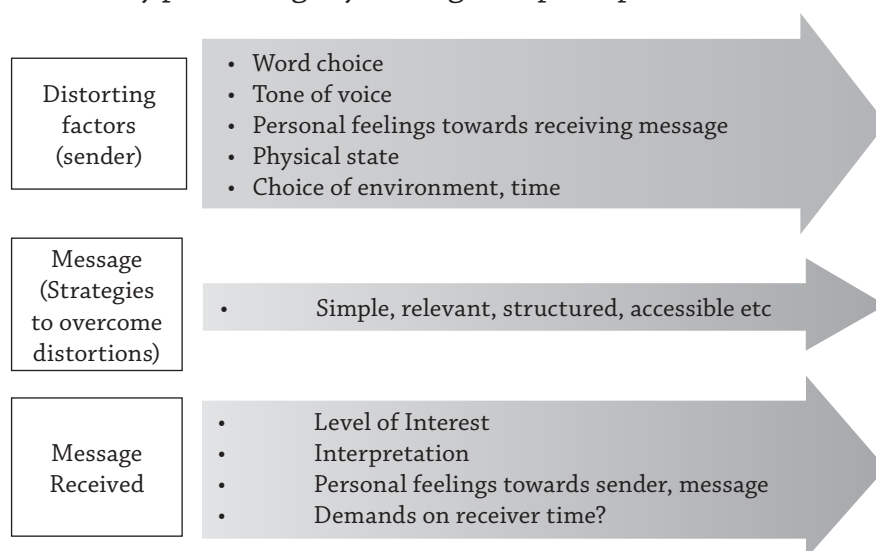 Distorting
factors
(sender)
• Word choice
• Tone of voice
• Personal feelings towards receiving message
• Physical state
• Choice of environment, time
Message
(Strategies
to overcome
distortions)
• Simple, relevant, structured, accessible etc
Message
Received
• Level of Interest
• Interpretation
• Personal feelings towards sender, message
• Demands on receiver time?